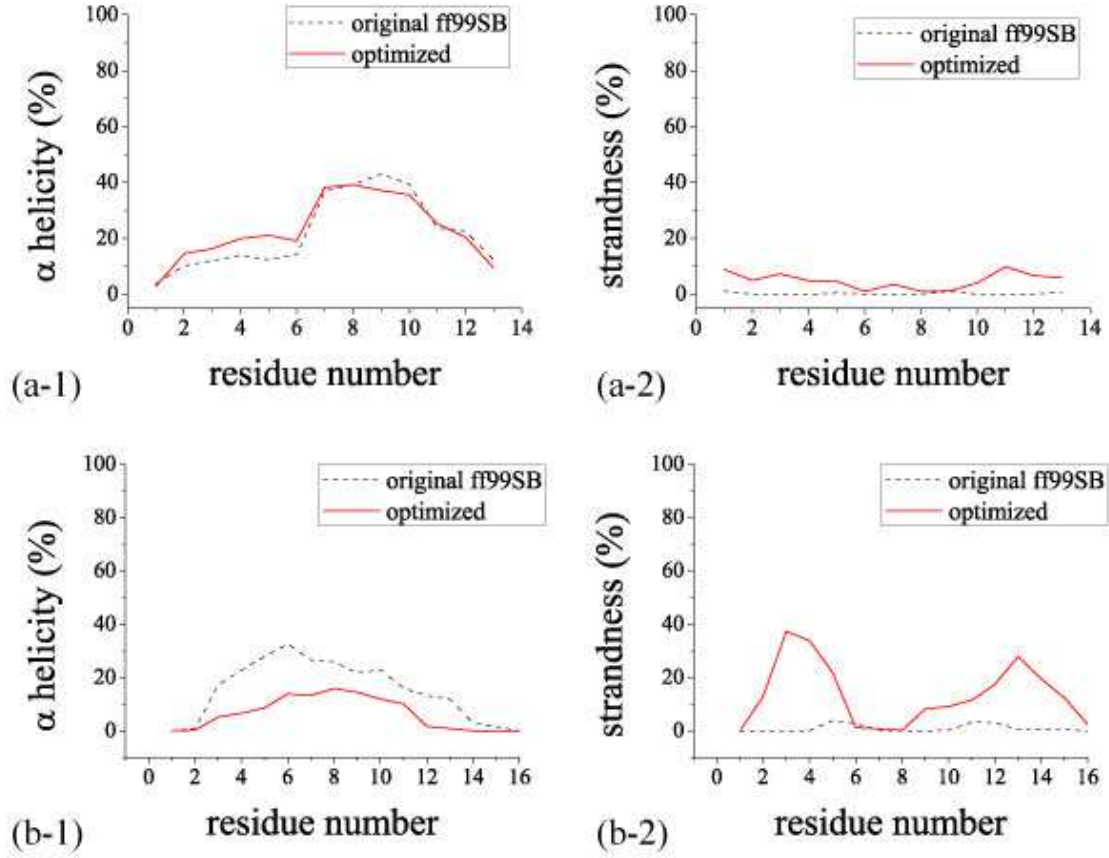 original ff99SB
optimized
α helicity (%)
100
80
60
40
20
0
0 2 4 6 8 10 12 14
residue number
(a-1)
original ff99SB
optimized
strandness (%)
100
80
60
40
20
0
0 2 4 6 8 10 12 14
residue number
(a-2)
original ff99SB
optimized
α helicity (%)
100
80
60
40
20
0
0 2 4 6 8 10 12 14 16
residue number
(b-1)
original ff99SB
optimized
strandness (%)
100
80
60
40
20
0
0 2 4 6 8 10 12 14 16
residue number
(b-2)